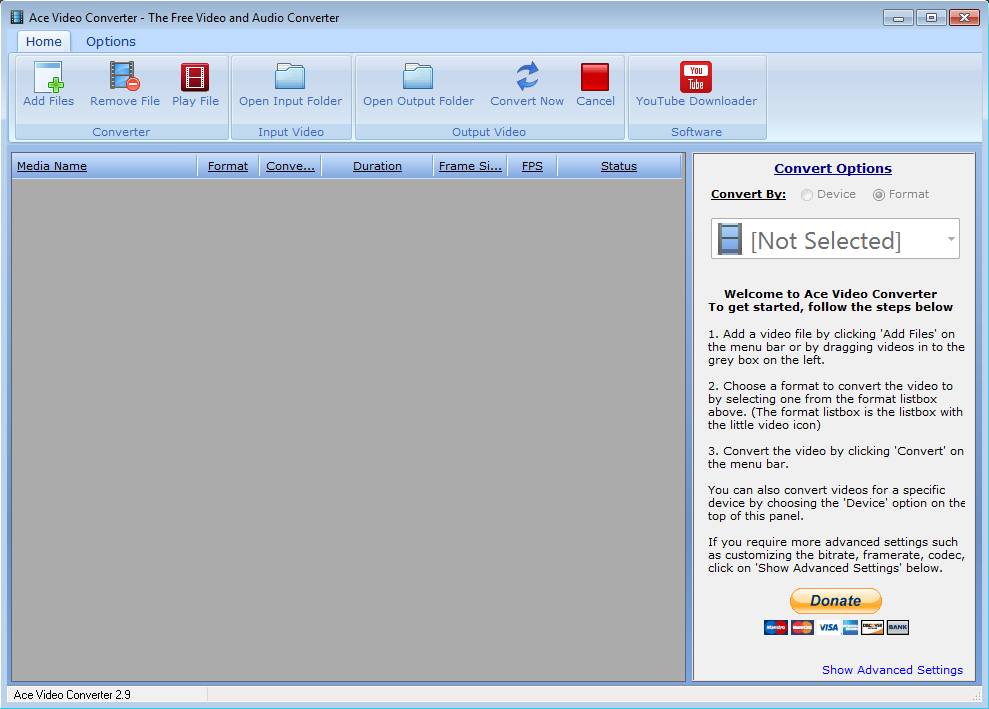 Ace Video Converter - The Free Video and Audio Converter
Home Options
You Tube
Add Files Remove File Play File Open Input Folder Open Output Folder Convert Now Cancel YouTube Downloader
Converter Input Video Output Video Software
Media Name Format Conve... Duration Frame Si... FPS Status
Convert Options
Convert By: Device Format
[Not Selected]
Welcome to Ace Video Converter
To get started, follow the steps below
1. Add a video file by clicking 'Add Files' on
the menu bar or by dragging videos in to the
grey box on the left.
2. Choose a format to convert the video to
by selecting one from the format listbox
above. (The format listbox is the listbox with
the little video icon)
3. Convert the video by clicking 'Convert' on
the menu bar.
You can also convert videos for a specific
device by choosing the 'Device' option on the
top of this panel.
If you require more advanced settings such
as customizing the bitrate, framerate, codec,
click on 'Show Advanced Settings' below.
Donate
Maestro MasterCard VISA DISCOVER BANK
Show Advanced Settings
Ace Video Converter 2.9